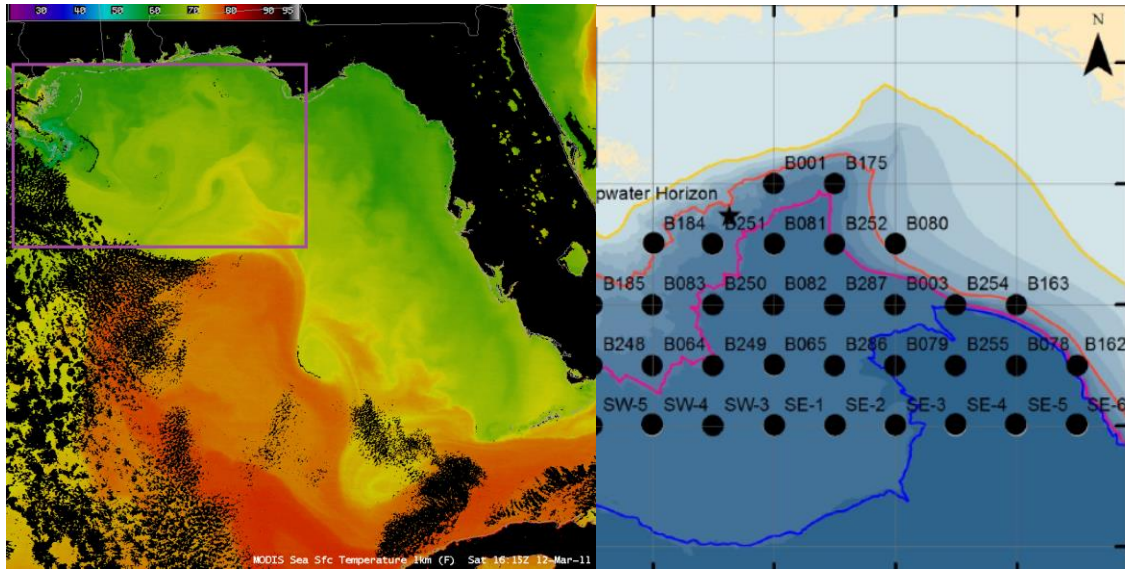 30 40 50 60 70 80 90 95
MODIS Sea Sfc Temperature 1km (F) Sat 16:15Z 12-Mar-11
N
B001 B175
pwater Horizon
B184 B251 B081 B252 B080
B185 B083 B250 B082 B287 B003 B254 B163
B248 B064 B249 B065 B286 B079 B255 B078 B162
SW-5 SW-4 SW-3 SE-1 SE-2 SE-3 SE-4 SE-5 SE-6